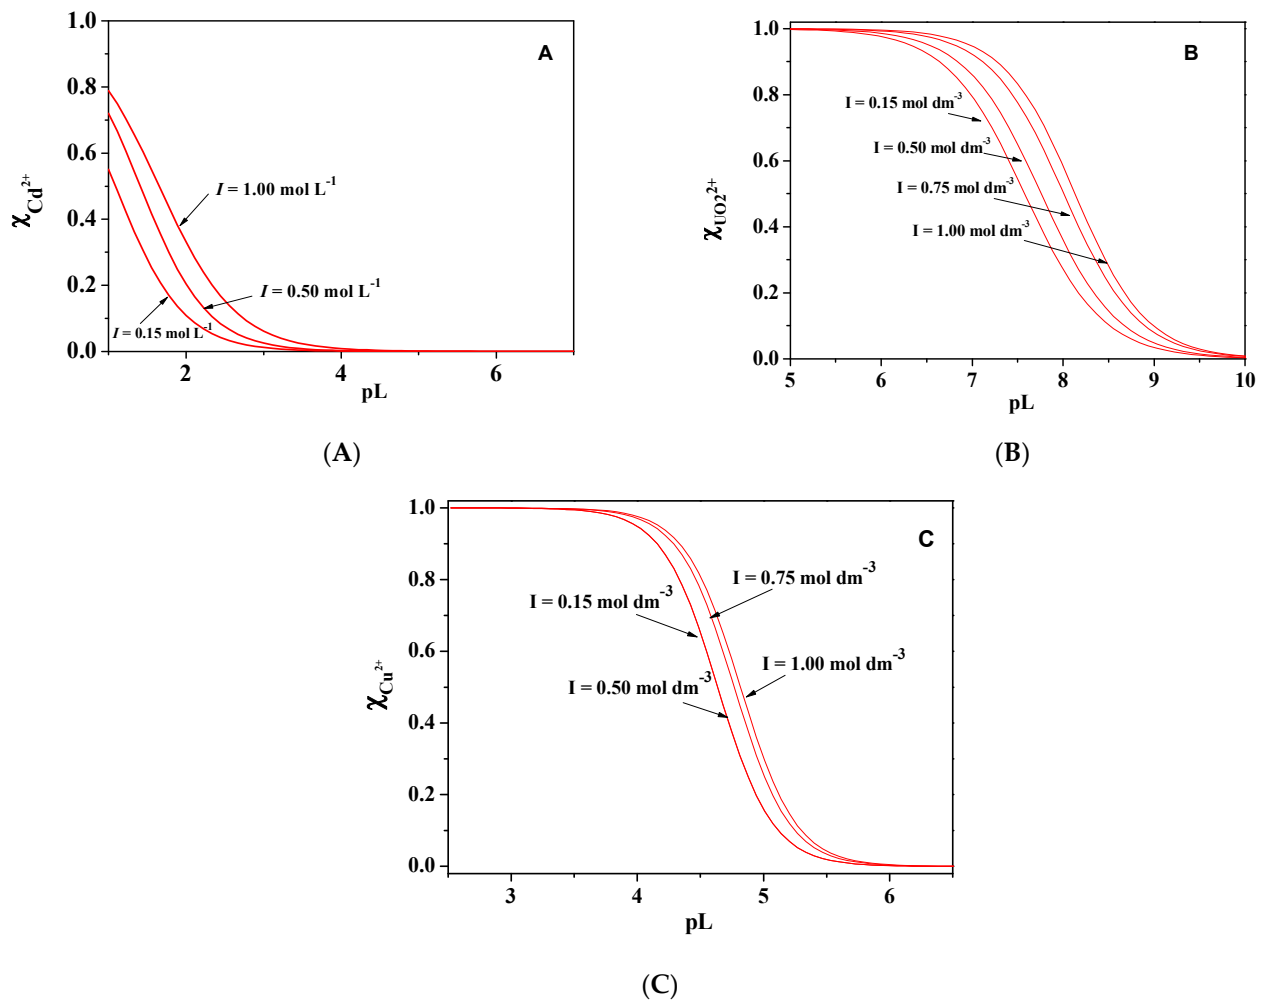 A
1.0
0.8
0.6
0.4
0.2
0.0
χCd²⁺
I = 1.00 mol L⁻¹
I = 0.50 mol L⁻¹
I = 0.15 mol L⁻¹
2 4 6
pL
(A)
B
1.0
0.8
0.6
0.4
0.2
0.0
χUO2²⁺
I = 0.15 mol dm⁻³
I = 0.50 mol dm⁻³
I = 0.75 mol dm⁻³
I = 1.00 mol dm⁻³
5 6 7 8 9 10
pL
(B)
C
1.0
0.8
0.6
0.4
0.2
0.0
χCu²⁺
I = 0.75 mol dm⁻³
I = 0.15 mol dm⁻³
I = 1.00 mol dm⁻³
I = 0.50 mol dm⁻³
3 4 5 6
pL
(C)